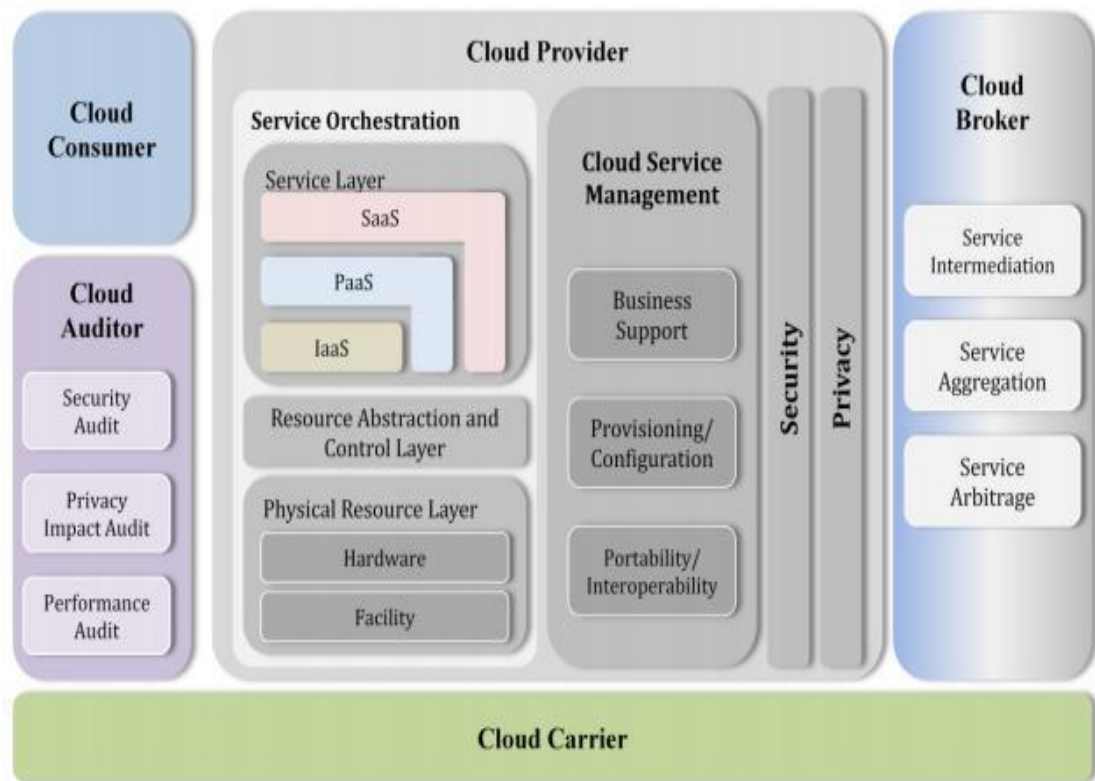 Cloud
Consumer
Cloud
Auditor
Security
Audit
Privacy
Impact Audit
Performance
Audit
Cloud Provider
Service Orchestration
Service Layer
SaaS
PaaS
IaaS
Resource Abstraction and
Control Layer
Physical Resource Layer
Hardware
Facility
Cloud Service
Management
Business
Support
Provisioning/
Configuration
Portability/
Interoperability
Security
Privacy
Cloud
Broker
Service
Intermediation
Service
Aggregation
Service
Arbitrage
Cloud Carrier